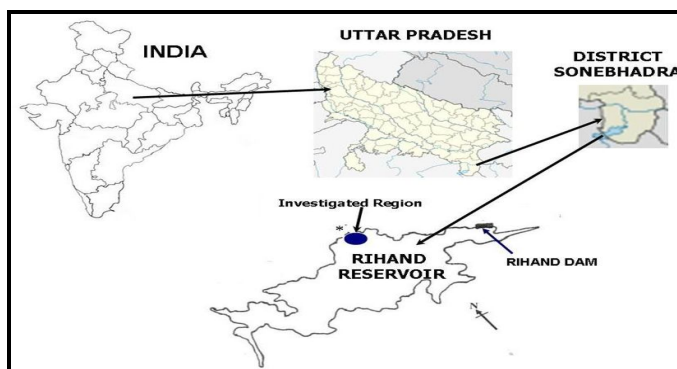 UTTAR PRADESH
INDIA
DISTRICT
SONEBHADRA
Investigated Region
*
RIHAND
RESERVOIR
RIHAND DAM
N